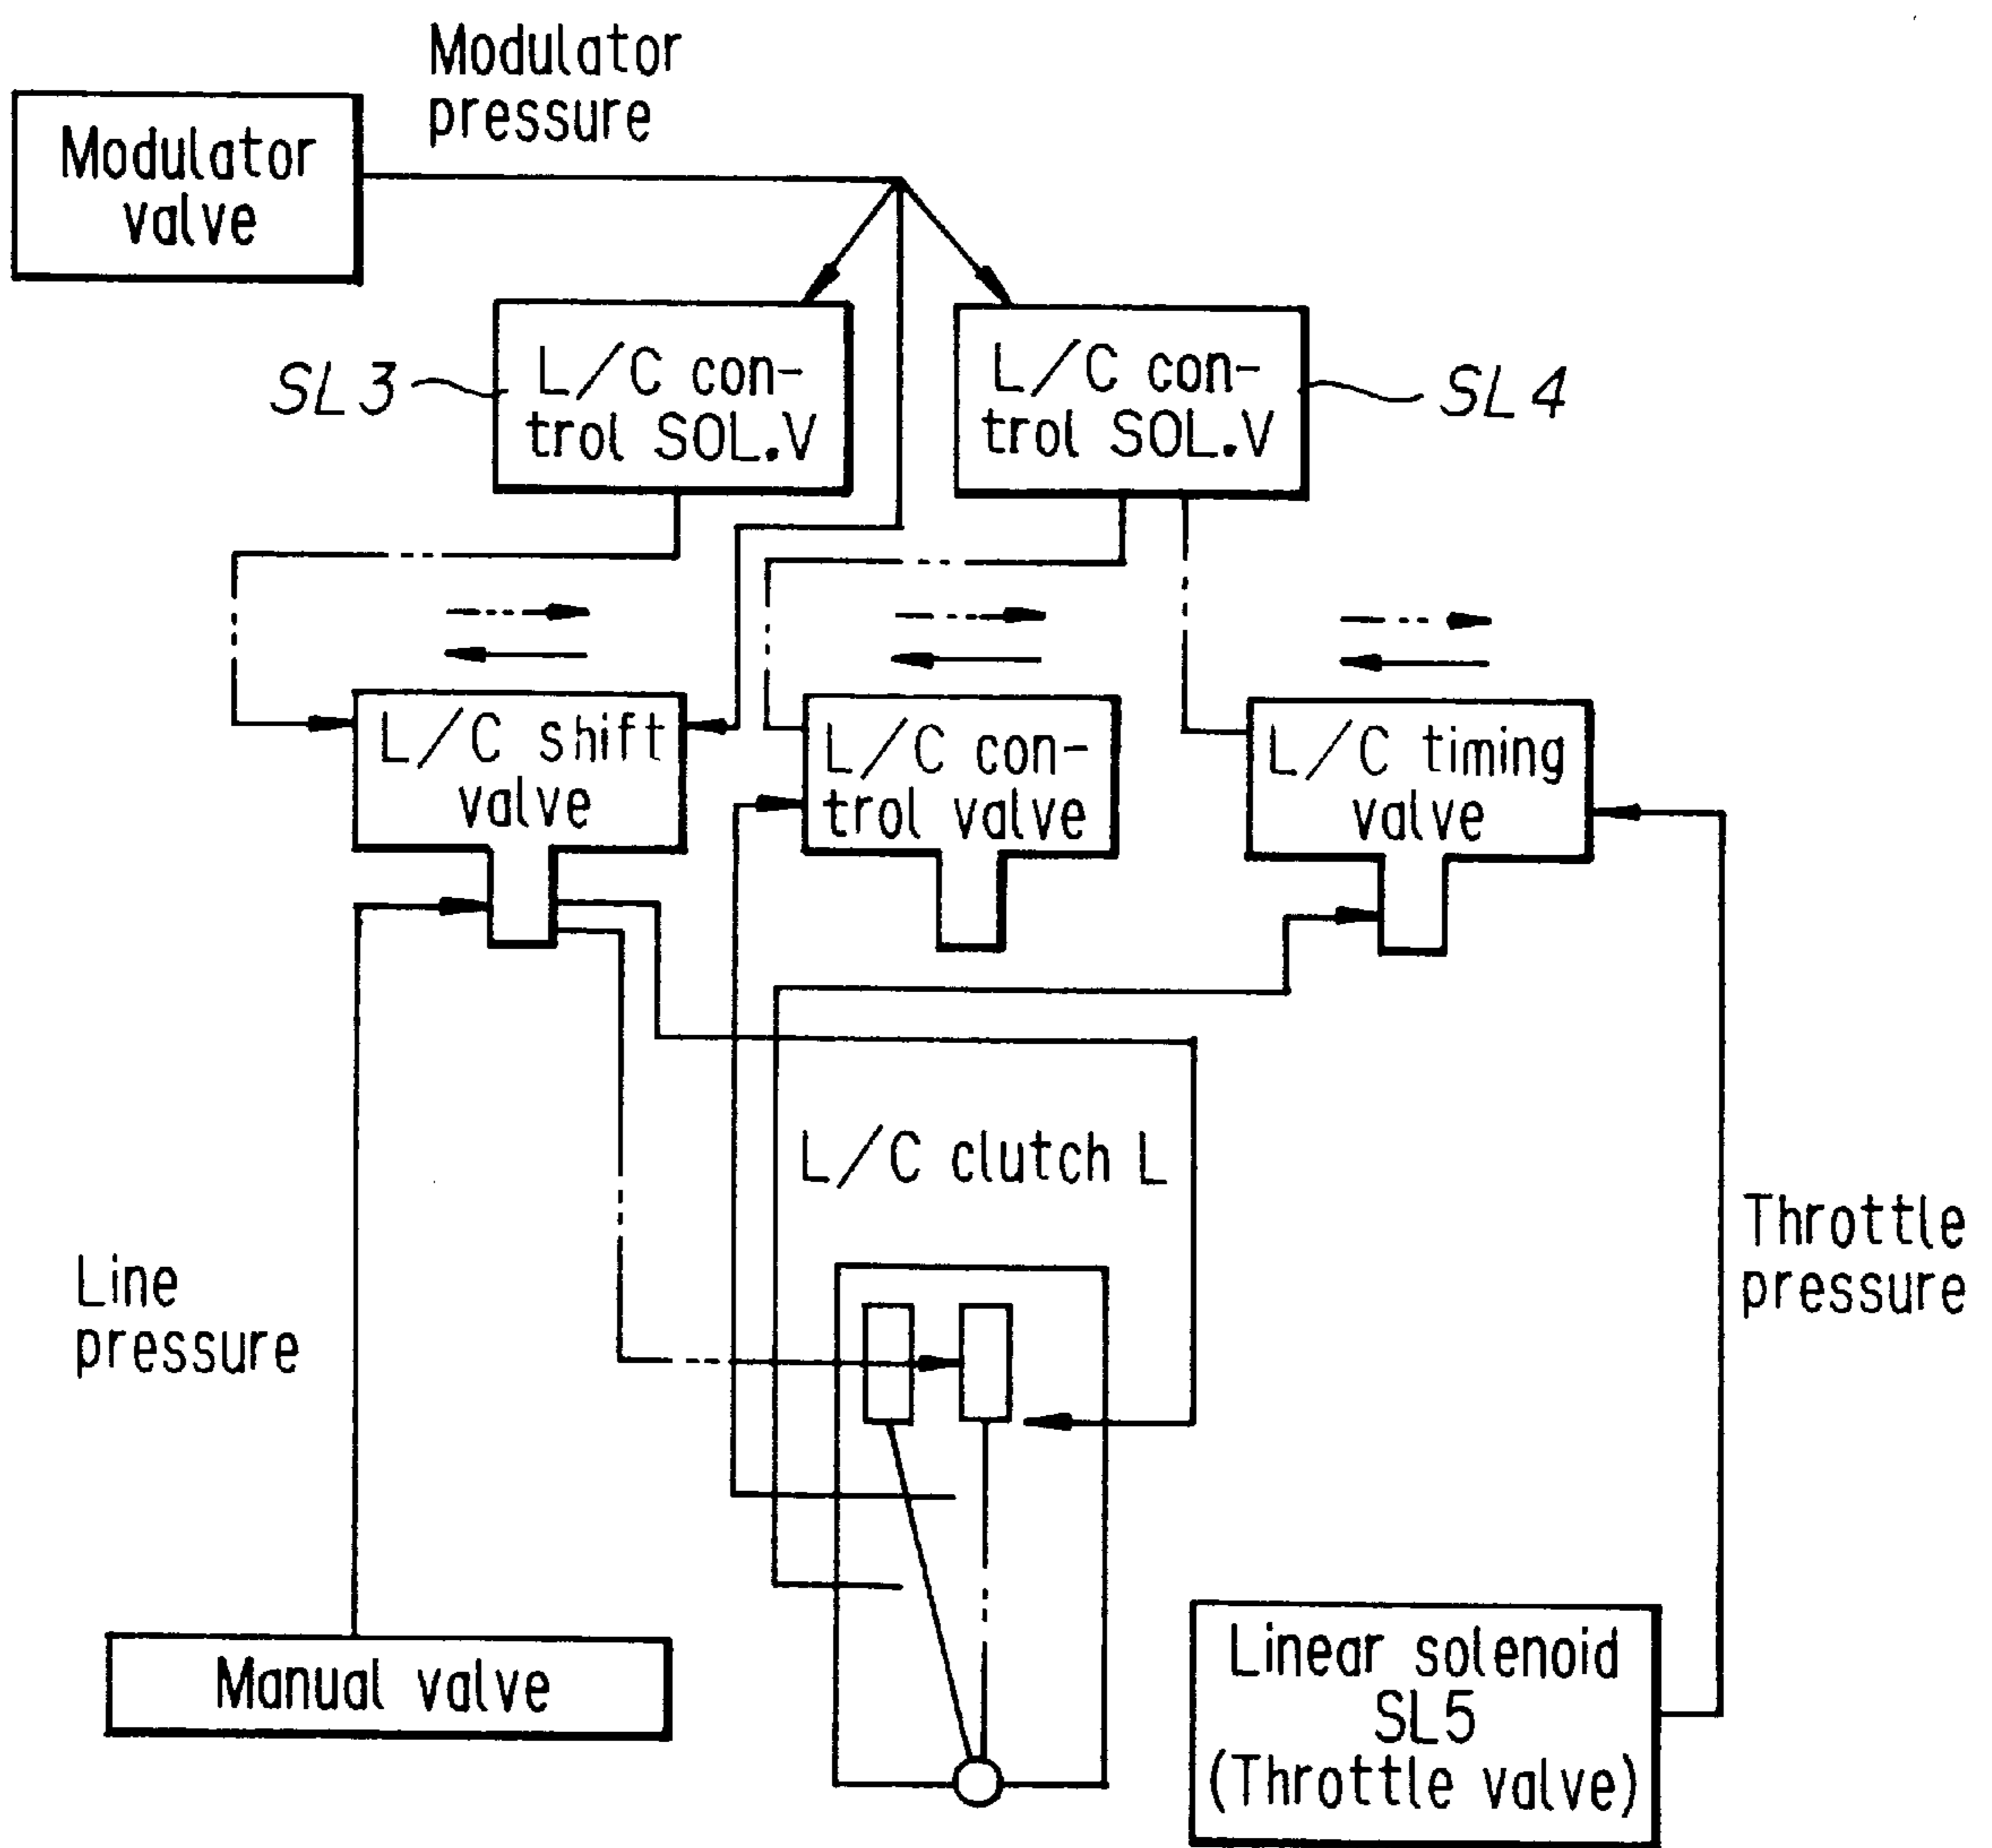 Modulator
pressure
Modulator
valve
L/C con-
trol SOL.V
SL3
L/C con-
trol SOL.V
SL4
L/C shift
valve
L/C con-
trol valve
L/C timing
valve
L/C clutch L
Line
pressure
Throttle
pressure
Manual valve
Linear solenoid
SL5
(Throttle valve)